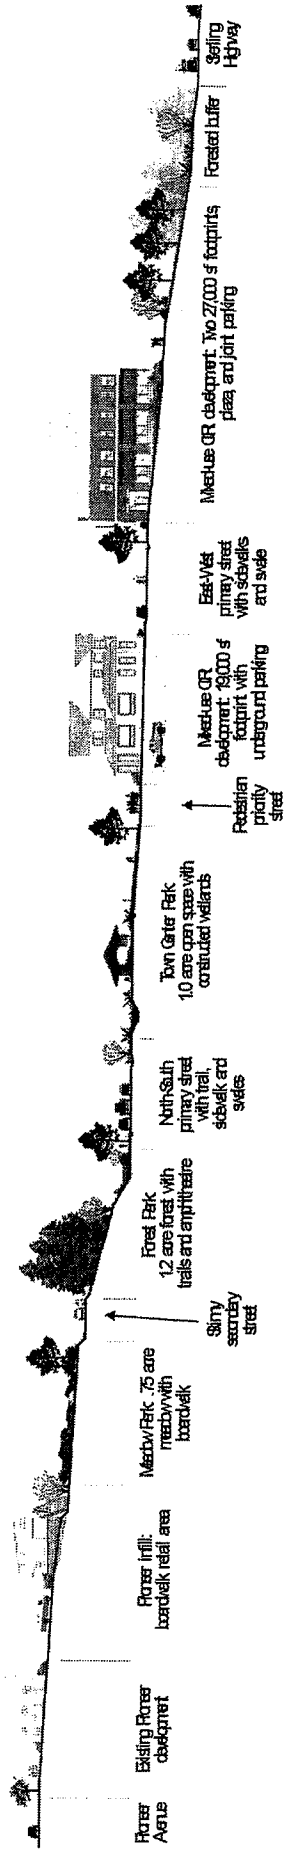 Pioneer
Avenue
Existing Pioneer
development
Pioneer infill:
boardwalk retail area
Meadow Park .75 acre
meadow with
boardwalk
Skinny
secondary
street
Forest Park
1.2 acre forest with
trails and amphitheatre
North-South
primary street
with trail,
sidewalk and
swales
Town Center Park
1.0 acre open space with
constructed wetlands
Pedestrian
priority
street
Mixed-use C/R
development: 19,000 sf
footprint with
underground parking
East-West
primary street
with sidewalks
and swale
Mixed-use C/R development: Two 27,000 sf footprints,
plaza, and joint parking
Forested buffer
Sterling
Highway